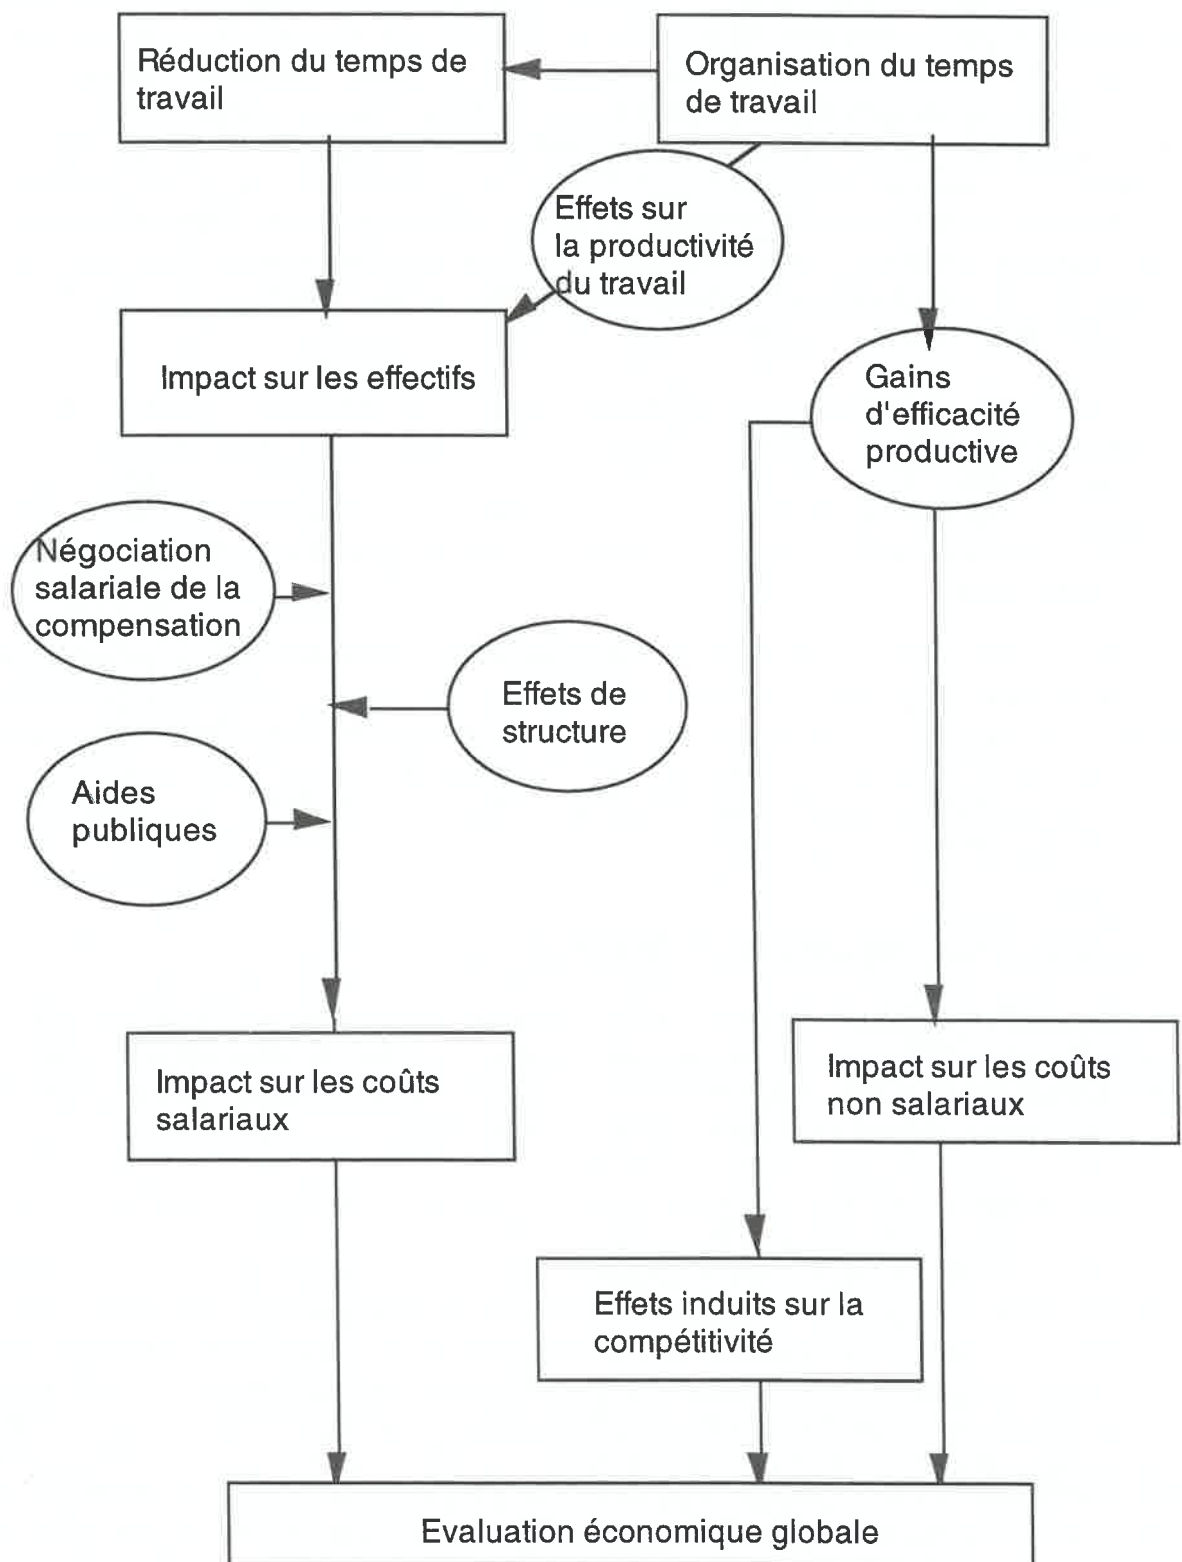 Réduction du temps de
travail
Organisation du temps
de travail
Effets sur
la productivité
du travail
Impact sur les effectifs
Gains
d'efficacité
productive
Négociation
salariale de la
compensation
Effets de
structure
Aides
publiques
Impact sur les coûts
salariaux
Impact sur les coûts
non salariaux
Effets induits sur la
compétitivité
Evaluation économique globale